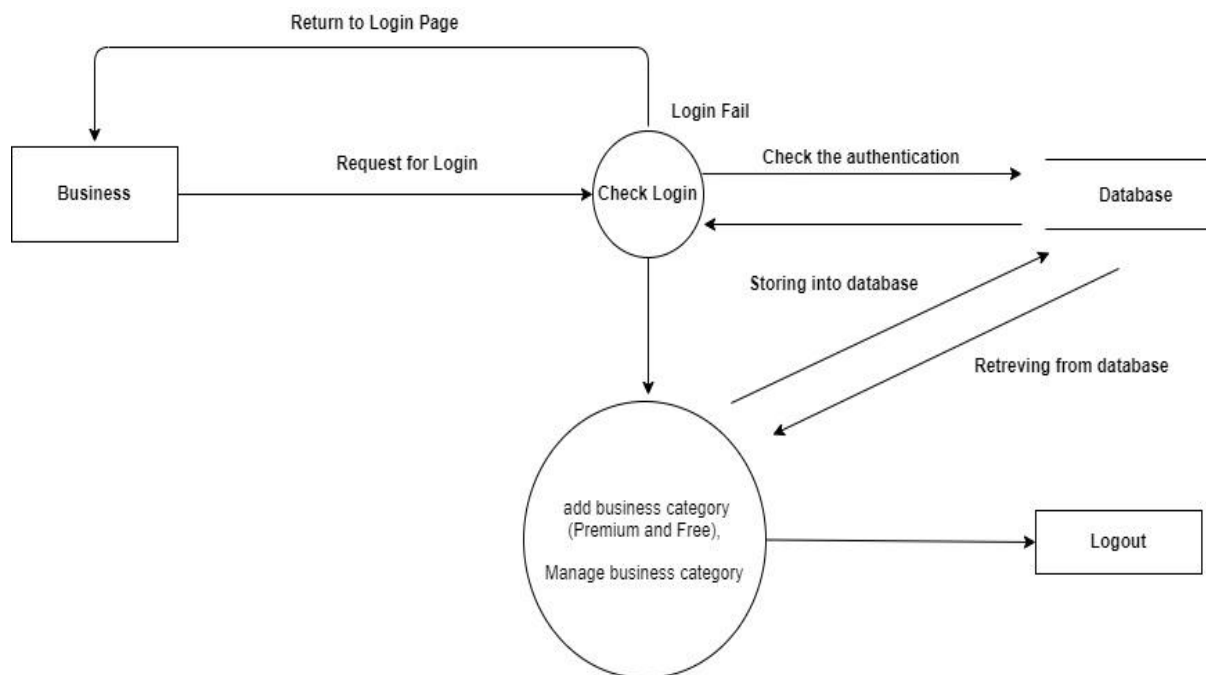 Return to Login Page
Login Fail
Request for Login
Check the authentication
Business
Check Login
Database
Storing into database
Retreving from database
add business category
(Premium and Free),
Manage business category
Logout